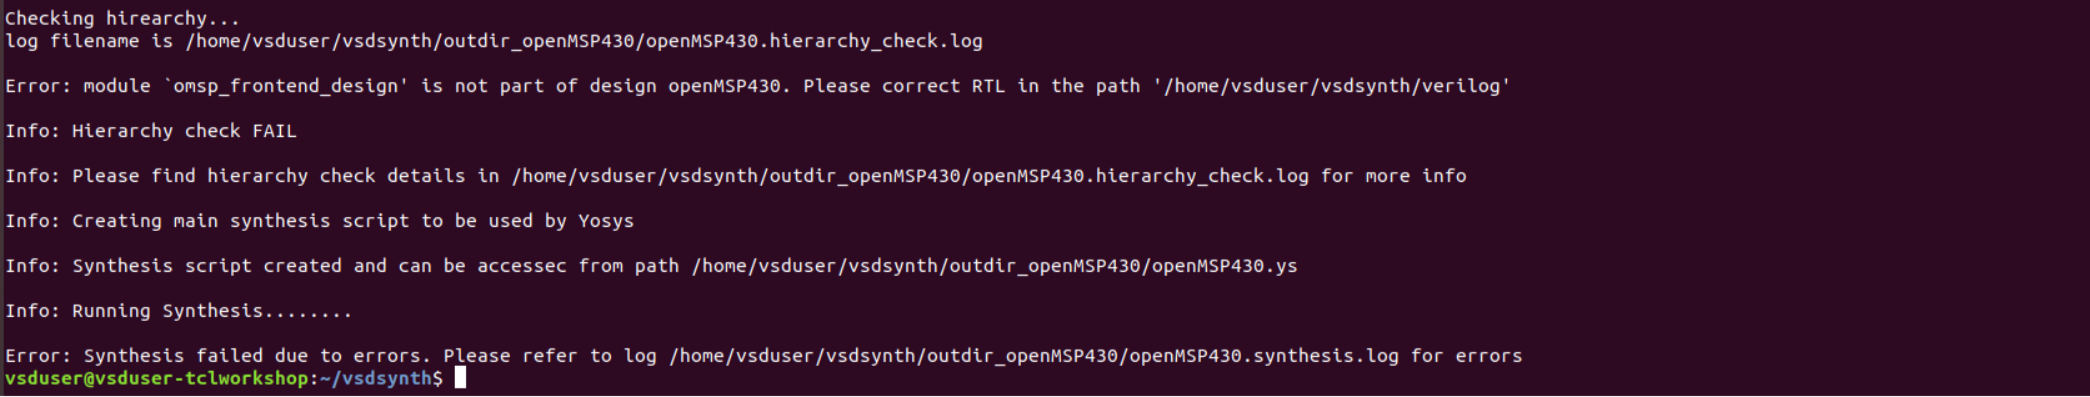 Checking hirearchy...
log filename is /home/vsduser/vsdsynth/outdir_openMSP430/openMSP430.hierarchy_check.log
Error: module `omsp_frontend_design' is not part of design openMSP430. Please correct RTL in the path '/home/vsduser/vsdsynth/verilog'
Info: Hierarchy check FAIL
Info: Please find hierarchy check details in /home/vsduser/vsdsynth/outdir_openMSP430/openMSP430.hierarchy_check.log for more info
Info: Creating main synthesis script to be used by Yosys
Info: Synthesis script created and can be accessec from path /home/vsduser/vsdsynth/outdir_openMSP430/openMSP430.ys
Info: Running Synthesis........
Error: Synthesis failed due to errors. Please refer to log /home/vsduser/vsdsynth/outdir_openMSP430/openMSP430.synthesis.log for errors
vsduser@vsduser-tclworkshop:~/vsdsynth$